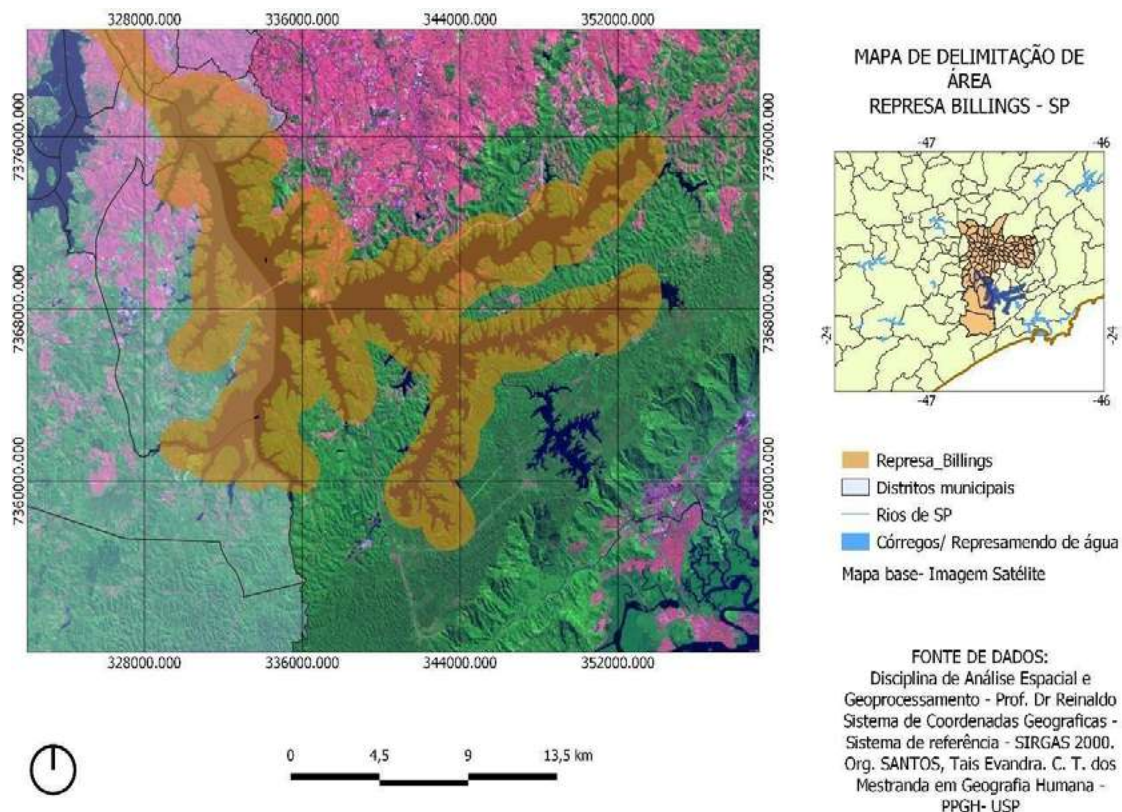 328000.000 336000.000 344000.000 352000.000
7376000.000
7368000.000
7360000.000
7376000.000
7368000.000
7360000.000
328000.000 336000.000 344000.000 352000.000
0 4,5 9 13,5 km
MAPA DE DELIMITAÇÃO DE
ÁREA
REPRESA BILLINGS - SP
-47 -46
-24
-24
-47 -46
Represa_Billings
Distritos municipais
Rios de SP
Córregos/ Represamendo de água
Mapa base- Imagem Satélite
FONTE DE DADOS:
Disciplina de Análise Espacial e
Geoprocessamento - Prof. Dr Reinaldo
Sistema de Coordenadas Geograficas -
Sistema de referência - SIRGAS 2000.
Org. SANTOS, Tais Evandra. C. T. dos
Mestranda em Geografia Humana -
PPGH- USP